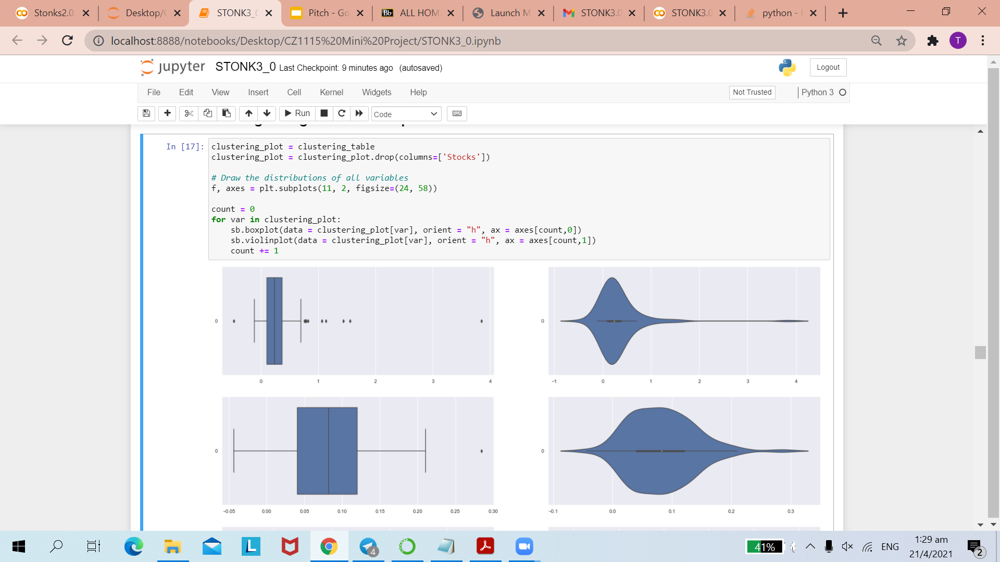 Stonks2.0.
Desktop/
STONK3_0
Pitch - Go
Bb ALL HOM
Launch M
STONK3.0
STONK3.0
python -
localhost:8888/notebooks/Desktop/CZ1115%20Mini%20Project/STONK3_0.ipynb
T
jupyter STONK3_0 Last Checkpoint: 9 minutes ago (autosaved)
Logout
File Edit View Insert Cell Kernel Widgets Help
Not Trusted
Python 3
Run
Code
In [17]:
clustering_plot = clustering_table
clustering_plot = clustering_plot.drop(columns=['Stocks'])
# Draw the distributions of all variables
f, axes = plt.subplots(11, 2, figsize=(24, 58))
count = 0
for var in clustering_plot:
sb.boxplot(data = clustering_plot[var], orient = "h", ax = axes[count,0])
sb.violinplot(data = clustering_plot[var], orient = "h", ax = axes[count,1])
count += 1
0
0 1 2 3 4
0
−1 0 1 2 3 4
0
−0.05 0.00 0.05 0.10 0.15 0.20 0.25 0.30
0
−0.1 0.0 0.1 0.2 0.3
L
4
41%
ENG
1:29 am
21/4/2021
2